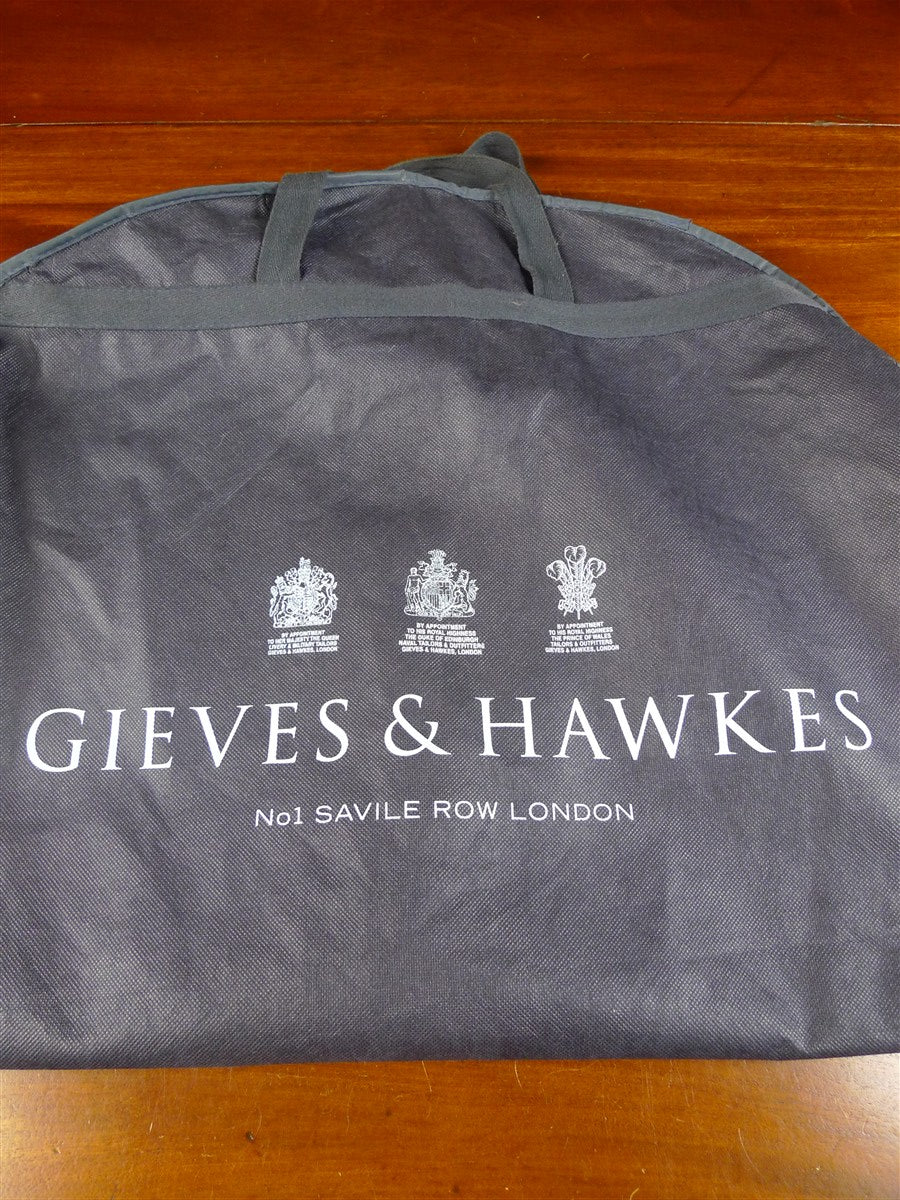 BY APPOINTMENT
TO HER MAJESTY THE QUEEN
LIVERY & MILITARY TAILORS
GIEVES & HAWKES, LONDON
BY APPOINTMENT
TO HIS ROYAL HIGHNESS
THE DUKE OF EDINBURGH
NAVAL TAILORS & OUTFITTERS
GIEVES & HAWKES, LONDON
BY APPOINTMENT
TO HIS ROYAL HIGHNESS
THE PRINCE OF WALES
TAILORS & OUTFITTERS
GIEVES & HAWKES, LONDON
GIEVES & HAWKES
No1 SAVILE ROW LONDON